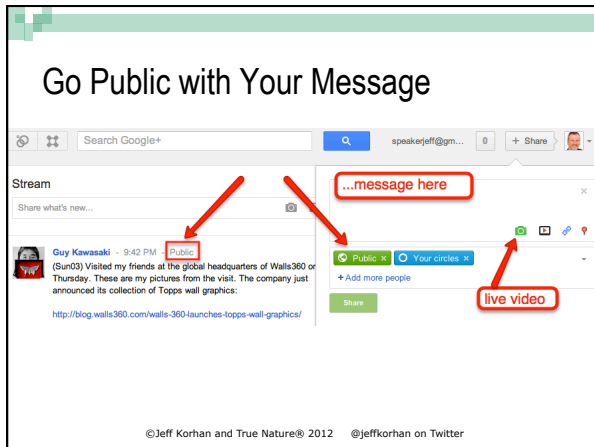 Go Public with Your Message
Search Google+
speakerjeff@gm...
0
+ Share
Stream
Share what's new...
...message here
Guy Kawasaki - 9:42 PM - Public
(Sun03) Visited my friends at the global headquarters of Walls360 or
Thursday. These are my pictures from the visit. The company just
announced its collection of Topps wall graphics:
http://blog.walls360.com/walls-360-launches-topps-wall-graphics/
Public × Your circles ×
+ Add more people
Share
live video
©Jeff Korhan and True Nature® 2012 @jeffkorhan on Twitter